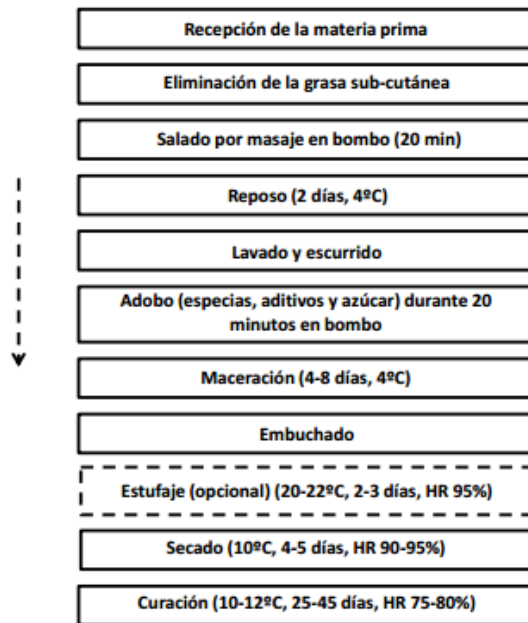 Recepción de la materia prima
Eliminación de la grasa sub-cutánea
Salado por masaje en bombo (20 min)
Reposo (2 días, 4ºC)
Lavado y escurrido
Adobo (especias, aditivos y azúcar) durante 20
minutos en bombo
Maceración (4-8 días, 4ºC)
Embuchado
Estufaje (opcional) (20-22ºC, 2-3 días, HR 95%)
Secado (10ºC, 4-5 días, HR 90-95%)
Curación (10-12ºC, 25-45 días, HR 75-80%)